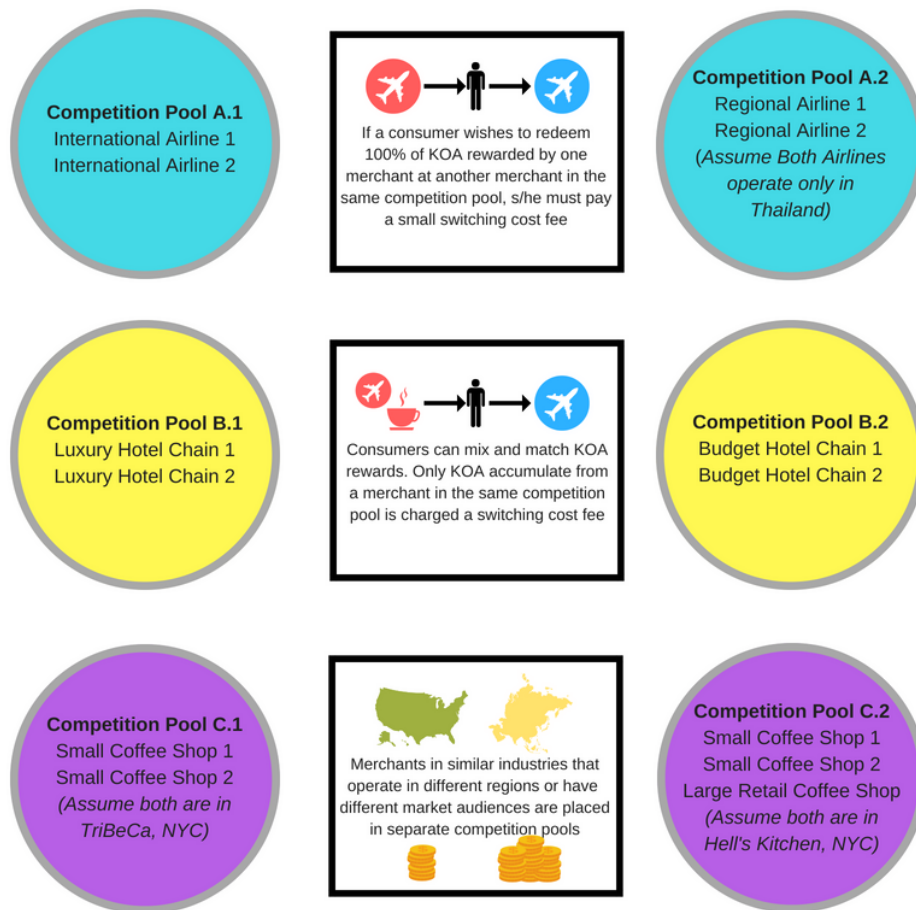 Competition Pool A.1
International Airline 1
International Airline 2
If a consumer wishes to redeem
100% of KOA rewarded by one
merchant at another merchant in the
same competition pool, s/he must pay
a small switching cost fee
Competition Pool A.2
Regional Airline 1
Regional Airline 2
(Assume Both Airlines
operate only in
Thailand)
Competition Pool B.1
Luxury Hotel Chain 1
Luxury Hotel Chain 2
Consumers can mix and match KOA
rewards. Only KOA accumulate from
a merchant in the same competition
pool is charged a switching cost fee
Competition Pool B.2
Budget Hotel Chain 1
Budget Hotel Chain 2
Competition Pool C.1
Small Coffee Shop 1
Small Coffee Shop 2
(Assume both are in
TriBeCa, NYC)
Merchants in similar industries that
operate in different regions or have
different market audiences are placed
in separate competition pools
Competition Pool C.2
Small Coffee Shop 1
Small Coffee Shop 2
Large Retail Coffee Shop
(Assume both are in
Hell's Kitchen, NYC)